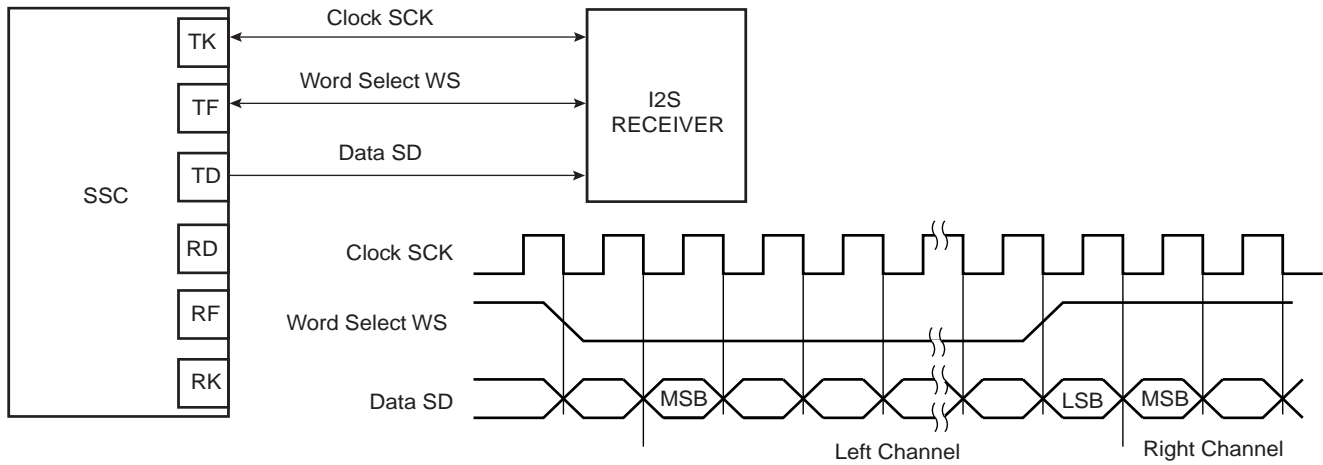 Clock SCK
TK
Word Select WS
TF
I2S
RECEIVER
Data SD
TD
SSC
RD
RF
RK
Clock SCK
Word Select WS
Data SD
MSB
LSB
MSB
Left Channel
Right Channel